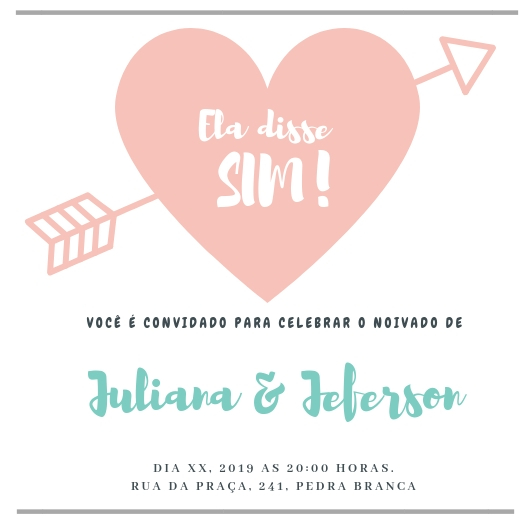 Ela disse
SIM!
VOCÊ É CONVIDADO PARA CELEBRAR O NOIVADO DE
Juliana & Jeferson
DIA XX, 2019 AS 20:00 HORAS.
RUA DA PRAÇA, 241, PEDRA BRANCA